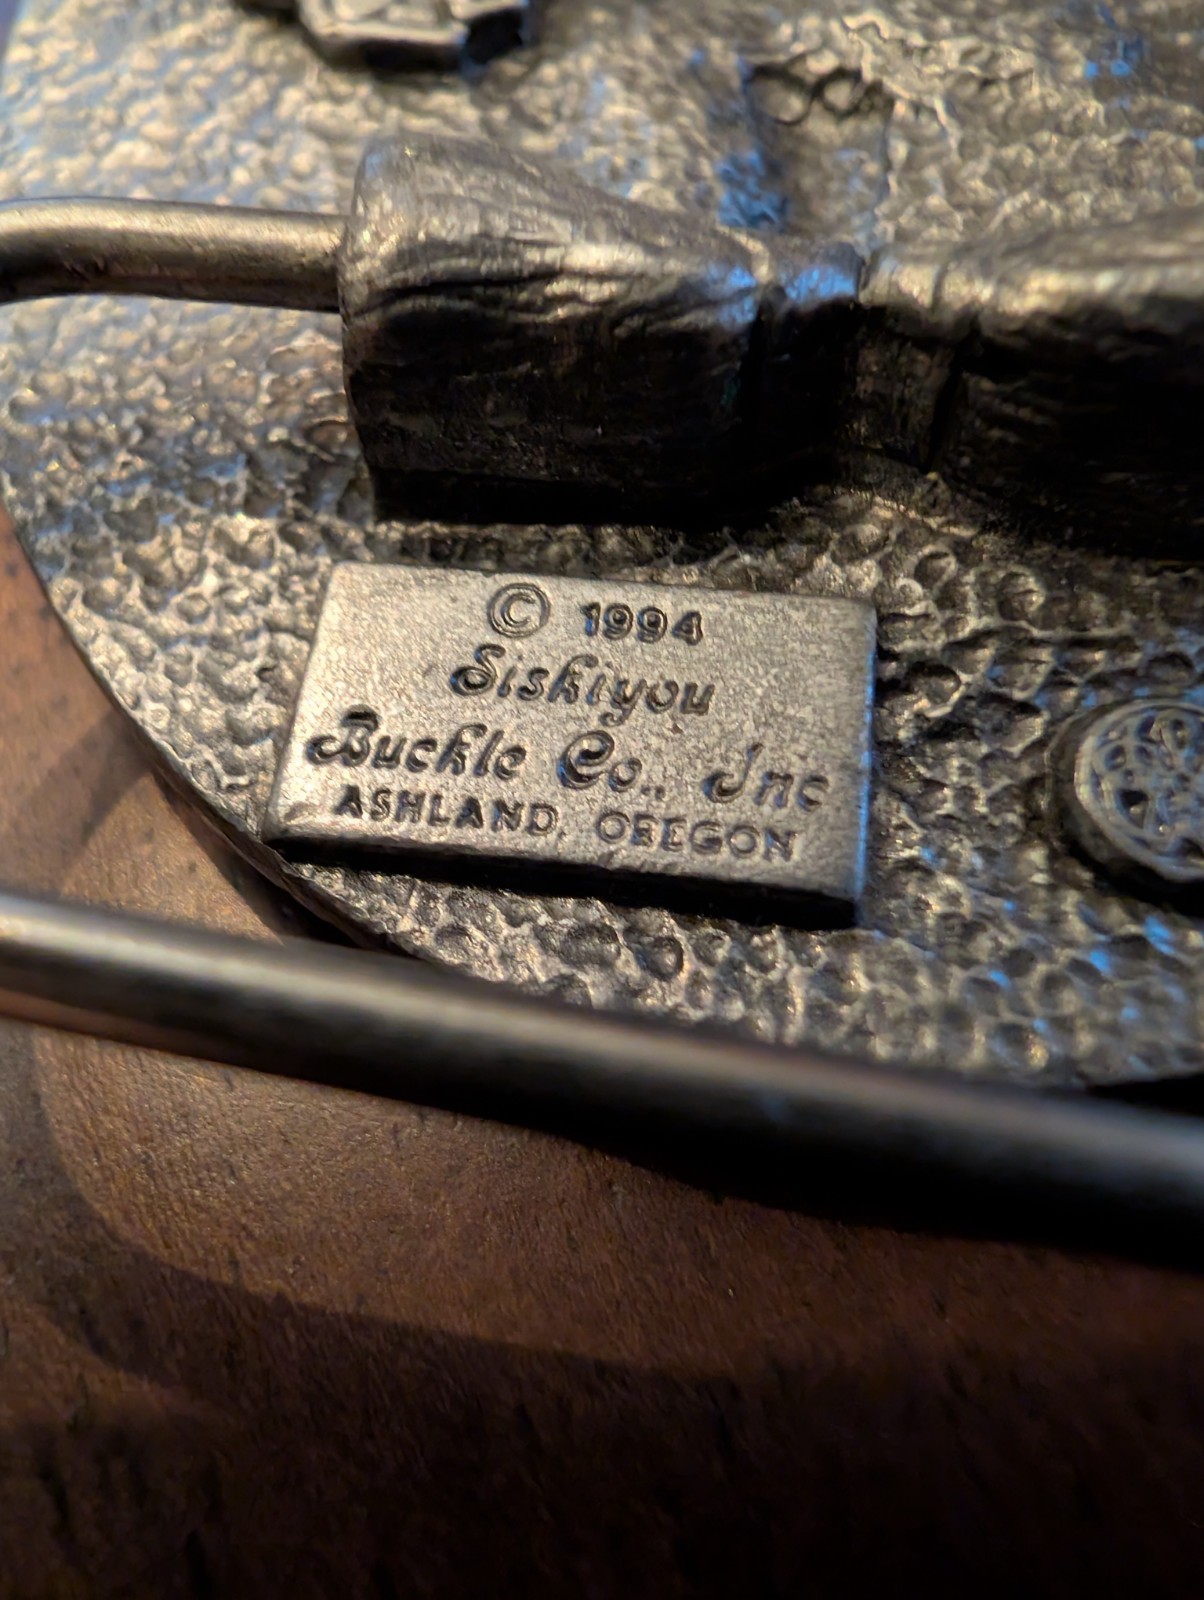 © 1994
Siskiyou
Buckle Co., Inc
ASHLAND, OREGON